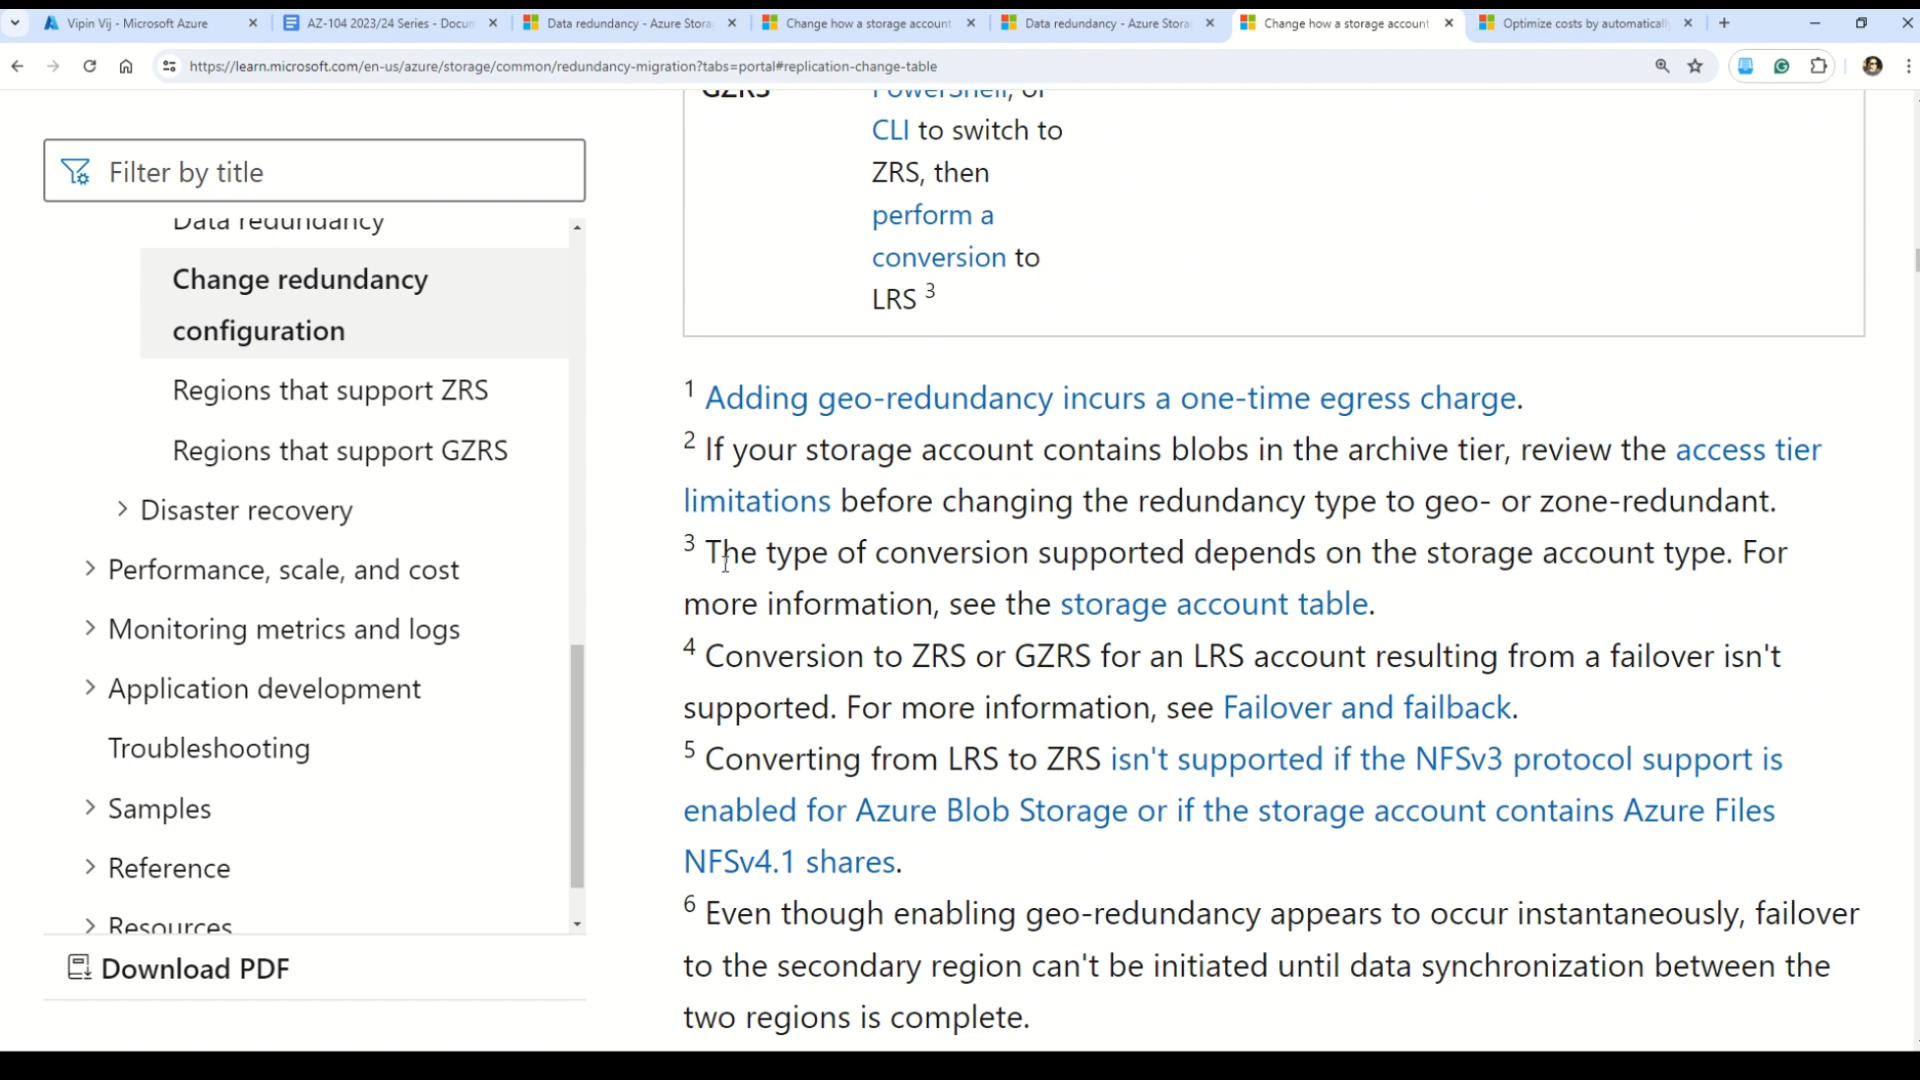 Vipin Vij - Microsoft Azure
AZ-104 2023/24 Series - Docum
Data redundancy - Azure Stora
Change how a storage account
Data redundancy - Azure Stora
Change how a storage account
Optimize costs by automatically
https://learn.microsoft.com/en-us/azure/storage/common/redundancy-migration?tabs=portal#replication-change-table
Filter by title
Data redundancy
Change redundancy
configuration
Regions that support ZRS
Regions that support GZRS
Disaster recovery
Performance, scale, and cost
Monitoring metrics and logs
Application development
Troubleshooting
Samples
Reference
Resources
Download PDF
GZRS
PowerShell, or
CLI to switch to
ZRS, then
perform a
conversion to
LRS 3
1 Adding geo-redundancy incurs a one-time egress charge.
2 If your storage account contains blobs in the archive tier, review the access tier
limitations before changing the redundancy type to geo- or zone-redundant.
3 The type of conversion supported depends on the storage account type. For
more information, see the storage account table.
4 Conversion to ZRS or GZRS for an LRS account resulting from a failover isn't
supported. For more information, see Failover and failback.
5 Converting from LRS to ZRS isn't supported if the NFSv3 protocol support is
enabled for Azure Blob Storage or if the storage account contains Azure Files
NFSv4.1 shares.
6 Even though enabling geo-redundancy appears to occur instantaneously, failover
to the secondary region can't be initiated until data synchronization between the
two regions is complete.